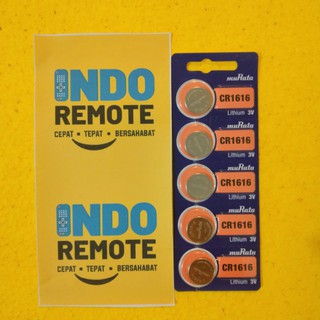 INDO
REMOTE
CEPAT • TEPAT • BERSAHABAT
INDO
REMOTE
CEPAT • TEPAT • BERSAHABAT
muRata
CR1616
Lithium 3V
muRata
CR1616
Lithium 3V
muRata
CR1616
Lithium 3V
muRata
CR1616
Lithium 3V
muRata
CR1616
Lithium 3V